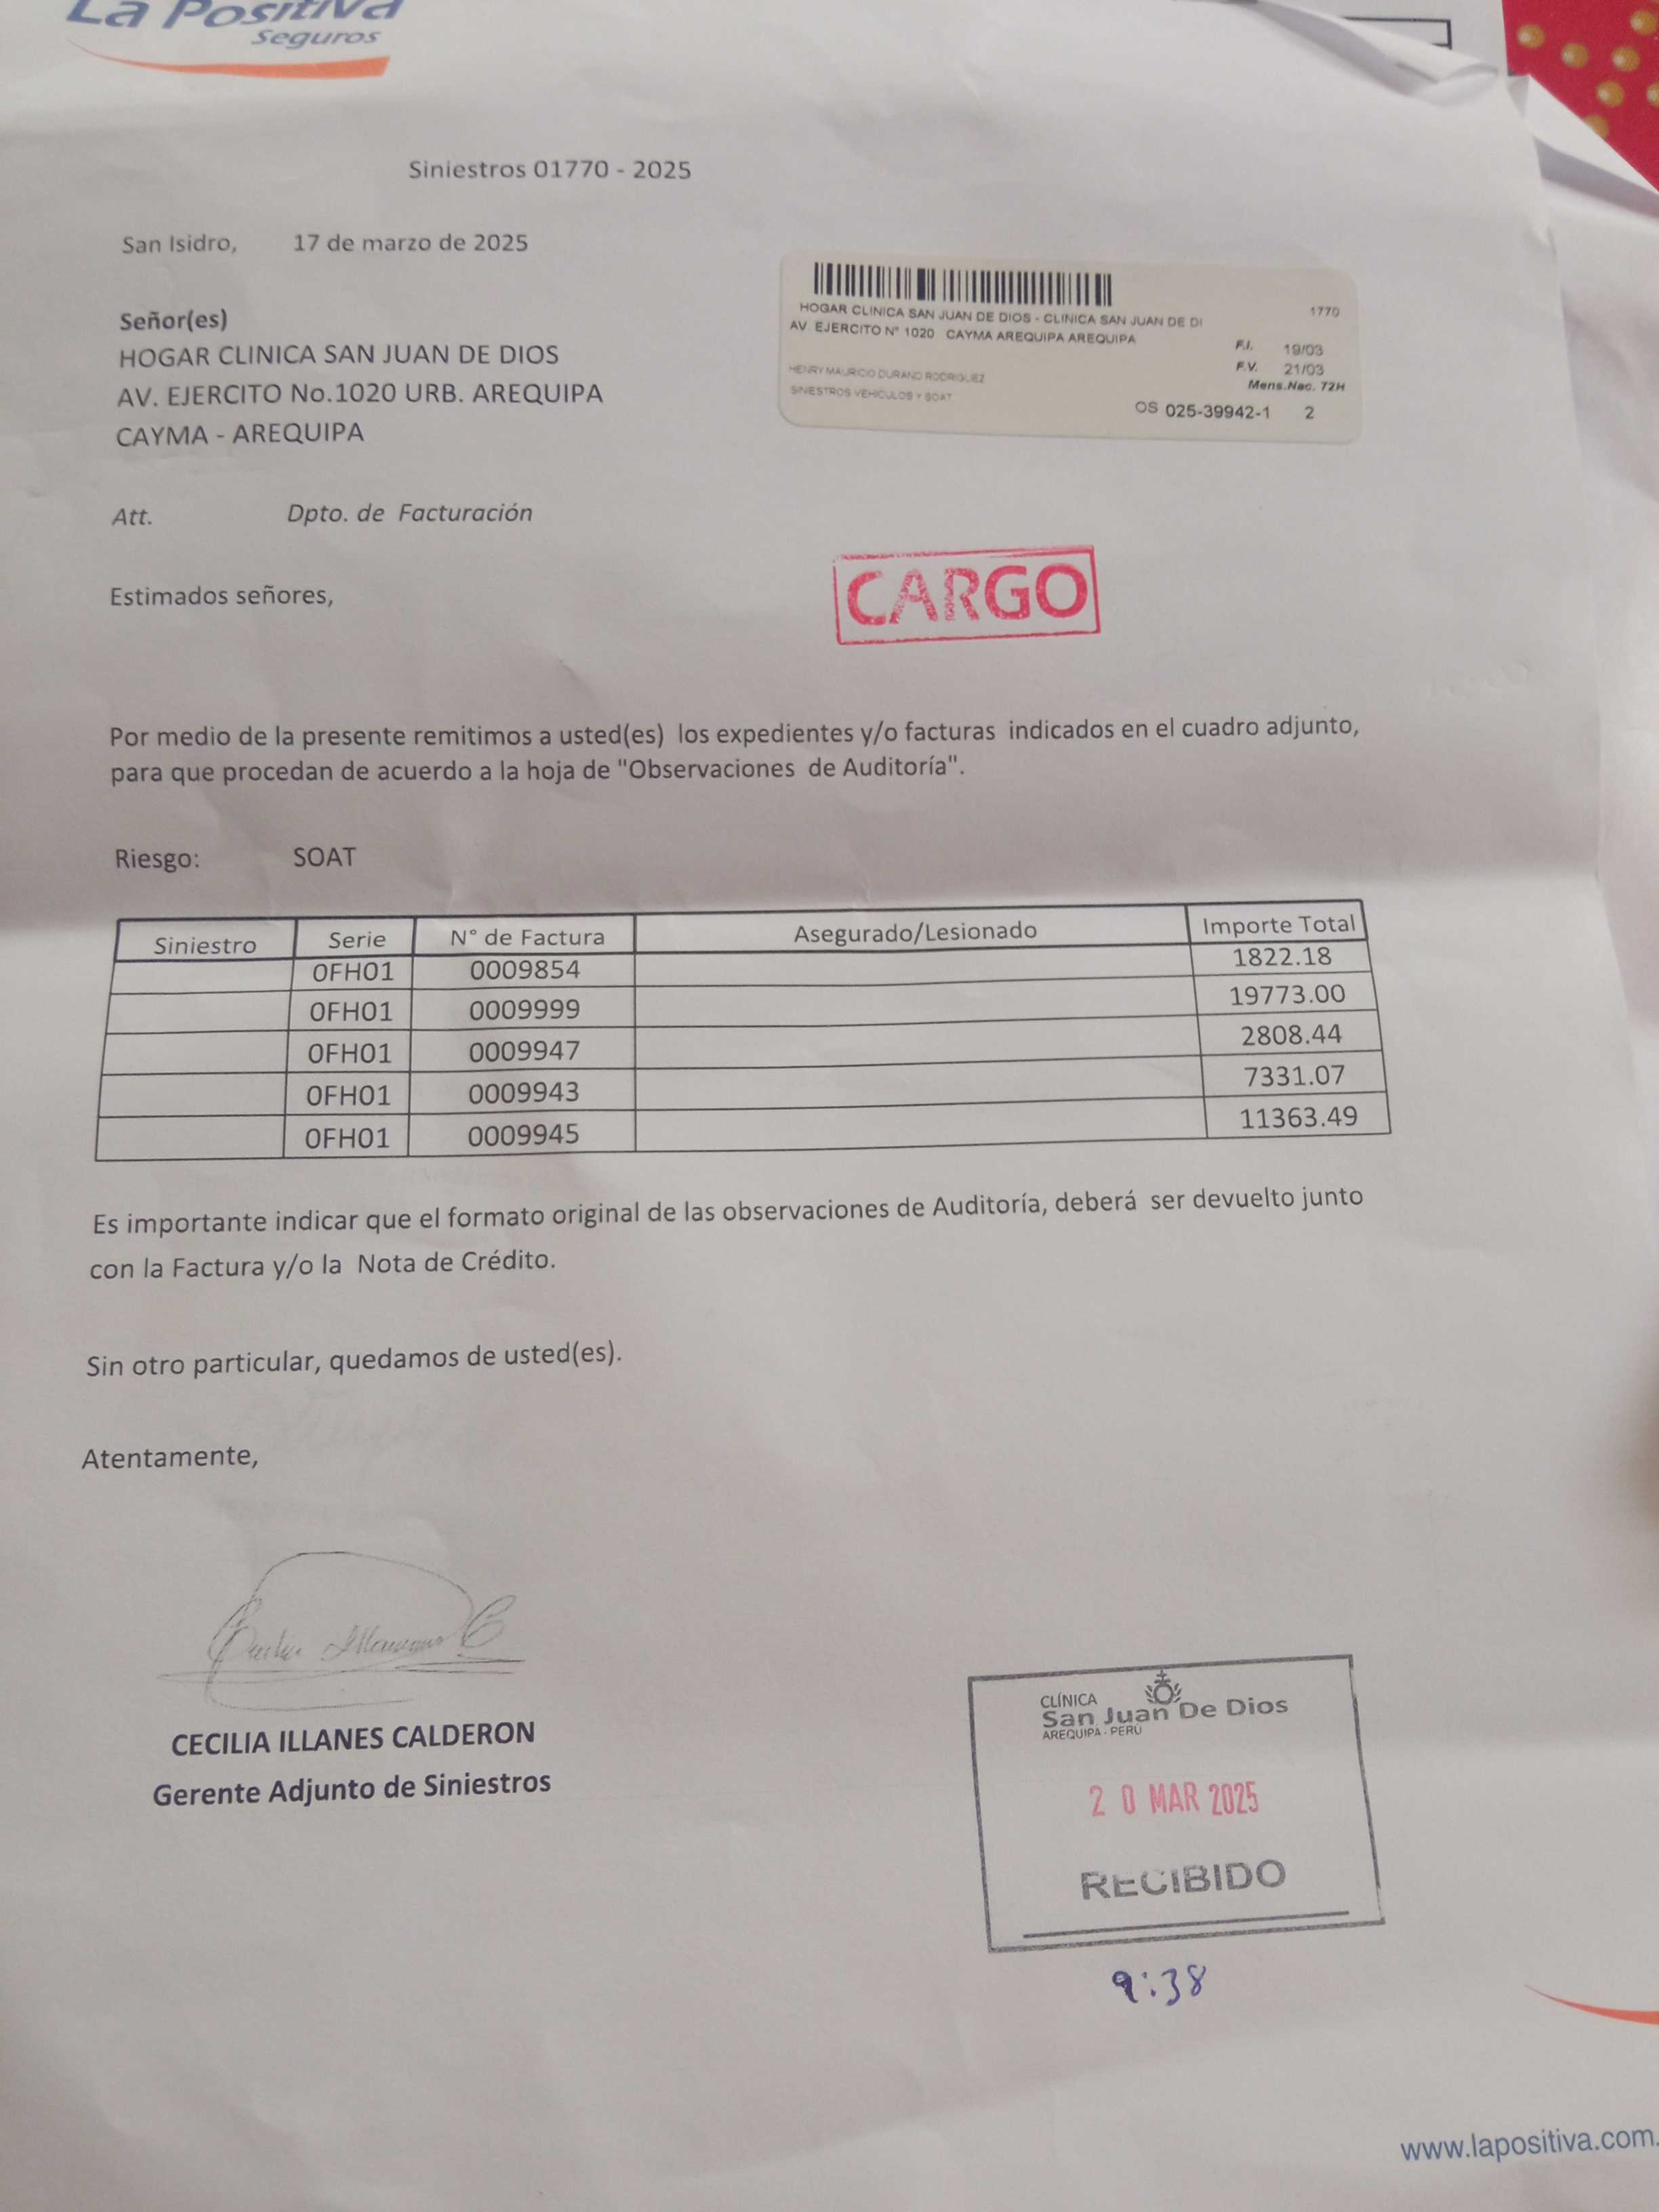 La Positiva
Seguros
Siniestros 01770 - 2025
San Isidro, 17 de marzo de 2025
Señor(es)
HOGAR CLINICA SAN JUAN DE DIOS
AV. EJERCITO No.1020 URB. AREQUIPA
CAYMA - AREQUIPA
HOGAR CLINICA SAN JUAN DE DIOS - CLINICA SAN JUAN DE DI 1770
AV. EJERCITO N° 1020 CAYMA AREQUIPA AREQUIPA
F.I. 19/03
HENRY MAURICIO DURAND RODRIGUEZ F.V. 21/03
SINIESTROS VEHICULOS Y SOAT Mens.Nac. 72H
OS 025-39942-1 2
Att. Dpto. de Facturación
CARGO
Estimados señores,
Por medio de la presente remitimos a usted(es) los expedientes y/o facturas indicados en el cuadro adjunto,
para que procedan de acuerdo a la hoja de "Observaciones de Auditoría".
Riesgo: SOAT
Siniestro Serie N° de Factura Asegurado/Lesionado Importe Total
0FH01 0009854 1822.18
0FH01 0009999 19773.00
0FH01 0009947 2808.44
0FH01 0009943 7331.07
0FH01 0009945 11363.49
Es importante indicar que el formato original de las observaciones de Auditoría, deberá ser devuelto junto
con la Factura y/o la Nota de Crédito.
Sin otro particular, quedamos de usted(es).
Atentamente,
CECILIA ILLANES CALDERON
Gerente Adjunto de Siniestros
CLÍNICA
San Juan De Dios
AREQUIPA - PERÚ
20 MAR 2025
RECIBIDO
9:38
www.lapositiva.com.